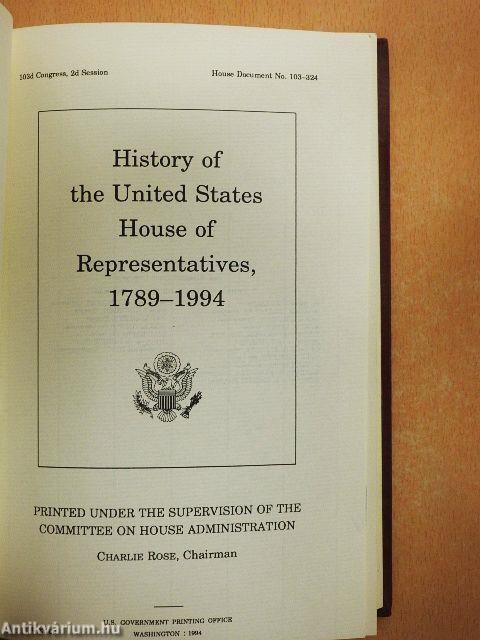 103d Congress, 2d Session House Document No. 103-324
History of
the United States
House of
Representatives,
1789–1994
PRINTED UNDER THE SUPERVISION OF THE
COMMITTEE ON HOUSE ADMINISTRATION
CHARLIE ROSE, Chairman
U.S. GOVERNMENT PRINTING OFFICE
WASHINGTON : 1994
Antikvárium.hu